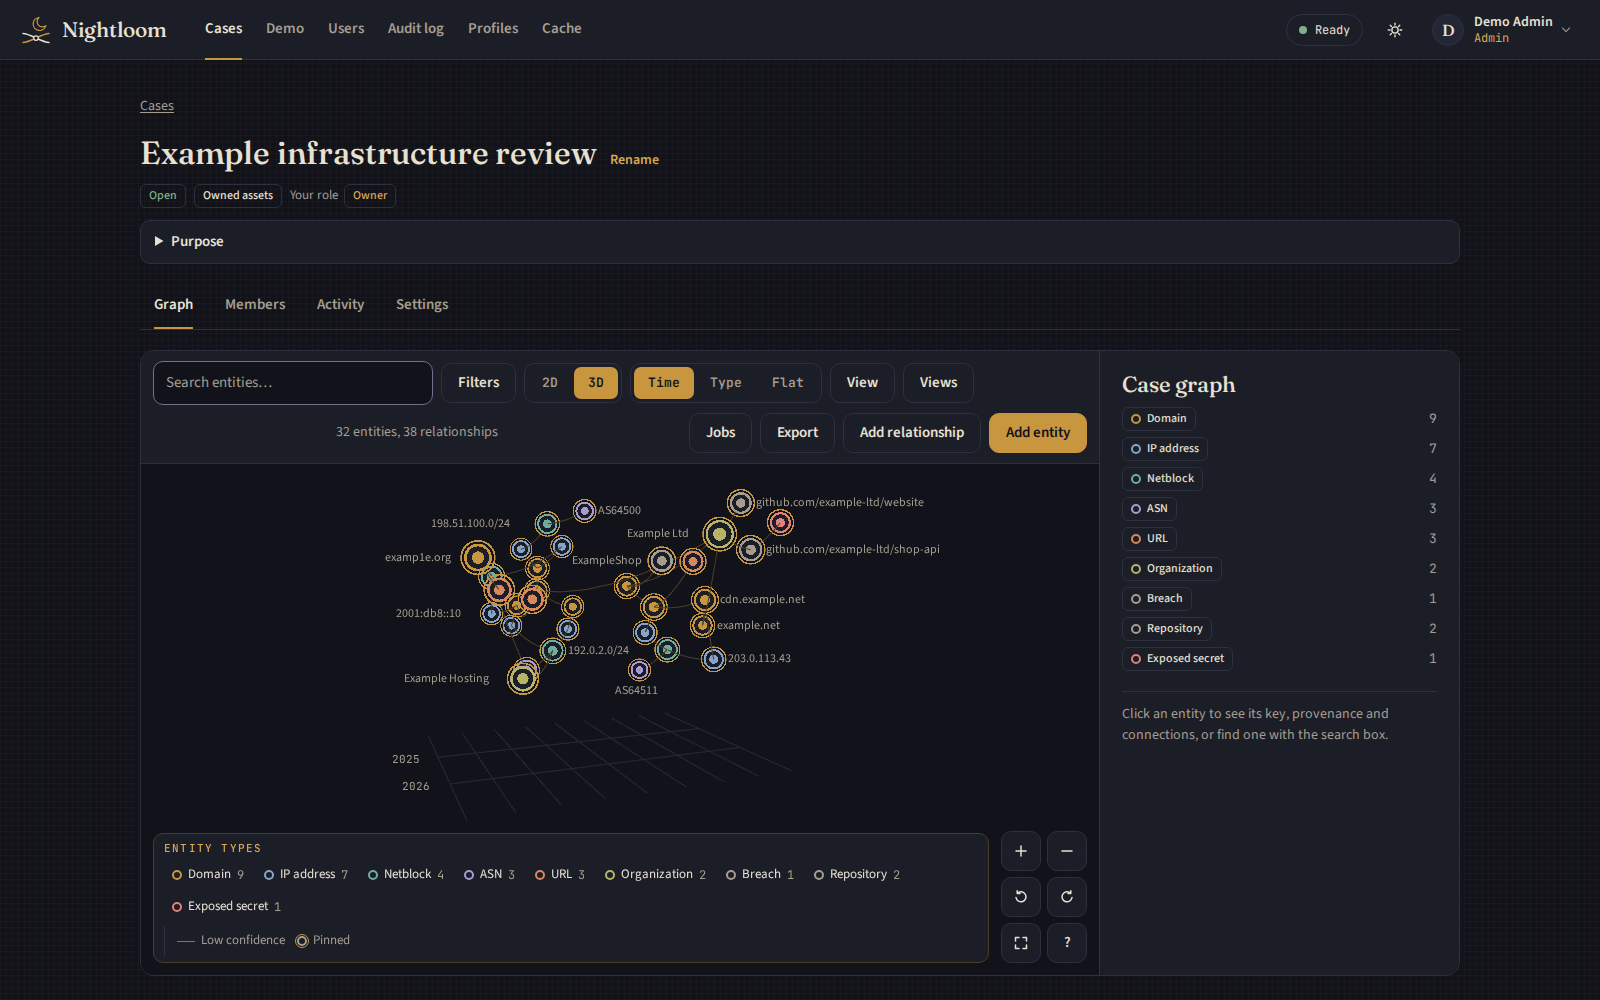 Nightloom
Cases
Demo
Users
Audit log
Profiles
Cache
Ready
D
Demo Admin
Admin
Cases
Example infrastructure review
Rename
Open
Owned assets
Your role
Owner
Purpose
Graph
Members
Activity
Settings
Search entities…
Filters
2D
3D
Time
Type
Flat
View
Views
32 entities, 38 relationships
Jobs
Export
Add relationship
Add entity
github.com/example-ltd/website
AS64500
198.51.100.0/24
Example Ltd
github.com/example-ltd/shop-api
examp1e.org
ExampleShop
cdn.example.net
2001:db8::10
example.net
192.0.2.0/24
203.0.113.43
Example Hosting
AS64511
2025
2026
ENTITY TYPES
Domain 9
IP address 7
Netblock 4
ASN 3
URL 3
Organization 2
Breach 1
Repository 2
Exposed secret 1
Low confidence
Pinned
+
−
?
Case graph
Domain 9
IP address 7
Netblock 4
ASN 3
URL 3
Organization 2
Breach 1
Repository 2
Exposed secret 1
Click an entity to see its key, provenance and
connections, or find one with the search box.